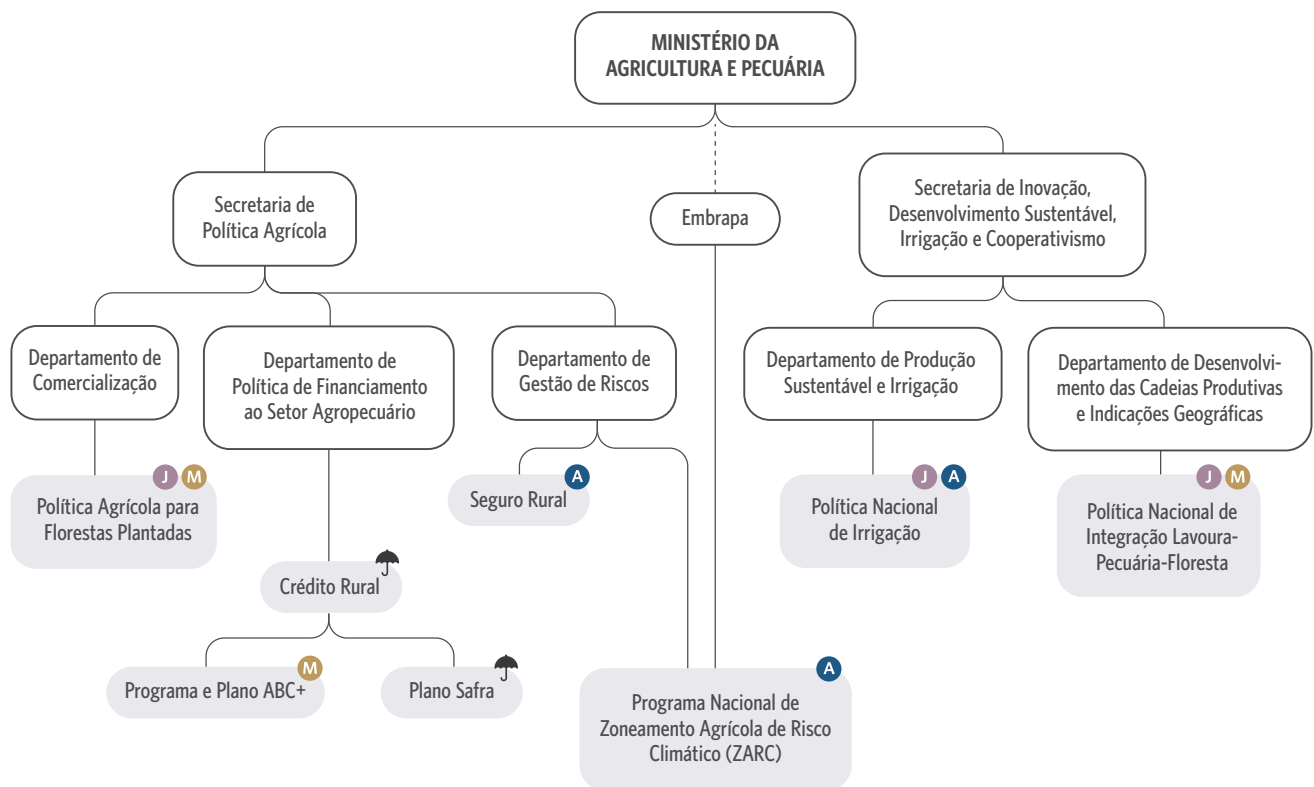 MINISTÉRIO DA
AGRICULTURA E PECUÁRIA
Secretaria de
Política Agrícola
Embrapa
Secretaria de Inovação,
Desenvolvimento Sustentável,
Irrigação e Cooperativismo
Departamento de
Comercialização
Departamento de
Política de Financiamento
ao Setor Agropecuário
Departamento de
Gestão de Riscos
Departamento de Produção
Sustentável e Irrigação
Departamento de Desenvolvi-
mento das Cadeias Produtivas
e Indicações Geográficas
J M
Política Agrícola para
Florestas Plantadas
A
Seguro Rural
J A
Política Nacional
de Irrigação
J M
Política Nacional de
Integração Lavoura-
Pecuária-Floresta
Crédito Rural
M
Programa e Plano ABC+
Plano Safra
A
Programa Nacional de
Zoneamento Agrícola de Risco
Climático (ZARC)